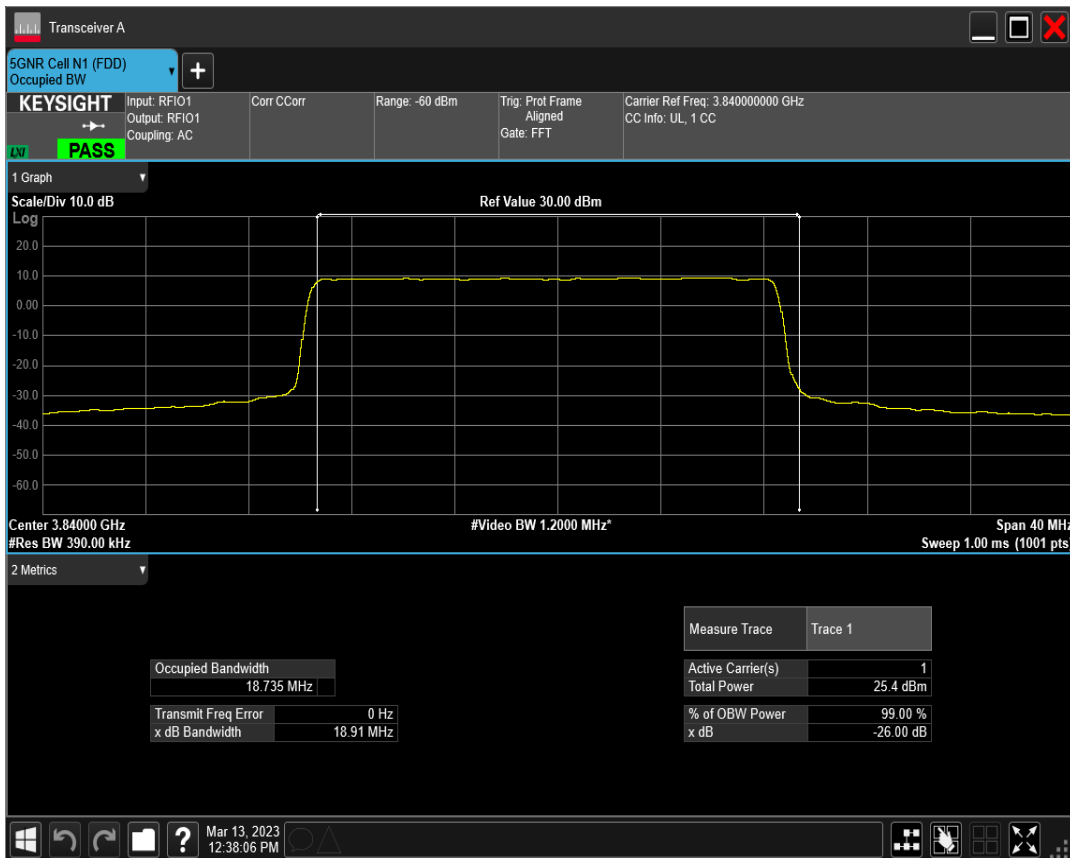 Transceiver A
5GNR Cell N1 (FDD)
Occupied BW
KEYSIGHT
Input: RFIO1
Output: RFIO1
Coupling: AC
Corr CCorr
Range: -60 dBm
Trig: Prot Frame
Aligned
Gate: FFT
Carrier Ref Freq: 3.840000000 GHz
CC Info: UL, 1 CC
LXI
PASS
1 Graph
Scale/Div 10.0 dB
Ref Value 30.00 dBm
Log
20.0
10.0
0.00
-10.0
-20.0
-30.0
-40.0
-50.0
-60.0
Center 3.84000 GHz
#Video BW 1.2000 MHz*
Span 40 MHz
#Res BW 390.00 kHz
Sweep 1.00 ms (1001 pts)
2 Metrics
Measure Trace Trace 1
Occupied Bandwidth
18.735 MHz
Active Carrier(s) 1
Total Power 25.4 dBm
Transmit Freq Error 0 Hz
x dB Bandwidth 18.91 MHz
% of OBW Power 99.00 %
x dB -26.00 dB
?
Mar 13, 2023
12:38:06 PM